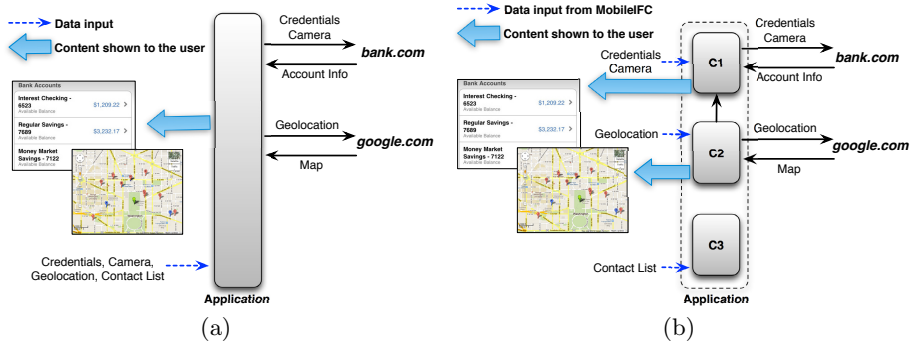 Data input
Content shown to the user
Credentials
Camera
bank.com
Account Info
Bank Accounts
Interest Checking -
6523
Available Balance
$1,209.22
Regular Savings -
7689
Available Balance
$3,232.17
Money Market
Savings - 7122
Available Balance
Geolocation
google.com
Map
Credentials, Camera,
Geolocation, Contact List
Application
(a)
Data input from MobileIFC
Content shown to the user
Credentials
Camera
C1
Credentials
Camera
bank.com
Account Info
Bank Accounts
Interest Checking -
6523
Available Balance
$1,209.22
Regular Savings -
7689
Available Balance
$3,232.17
Money Market
Savings - 7122
Available Balance
Geolocation
C2
Geolocation
google.com
Map
C3
Contact List
Application
(b)